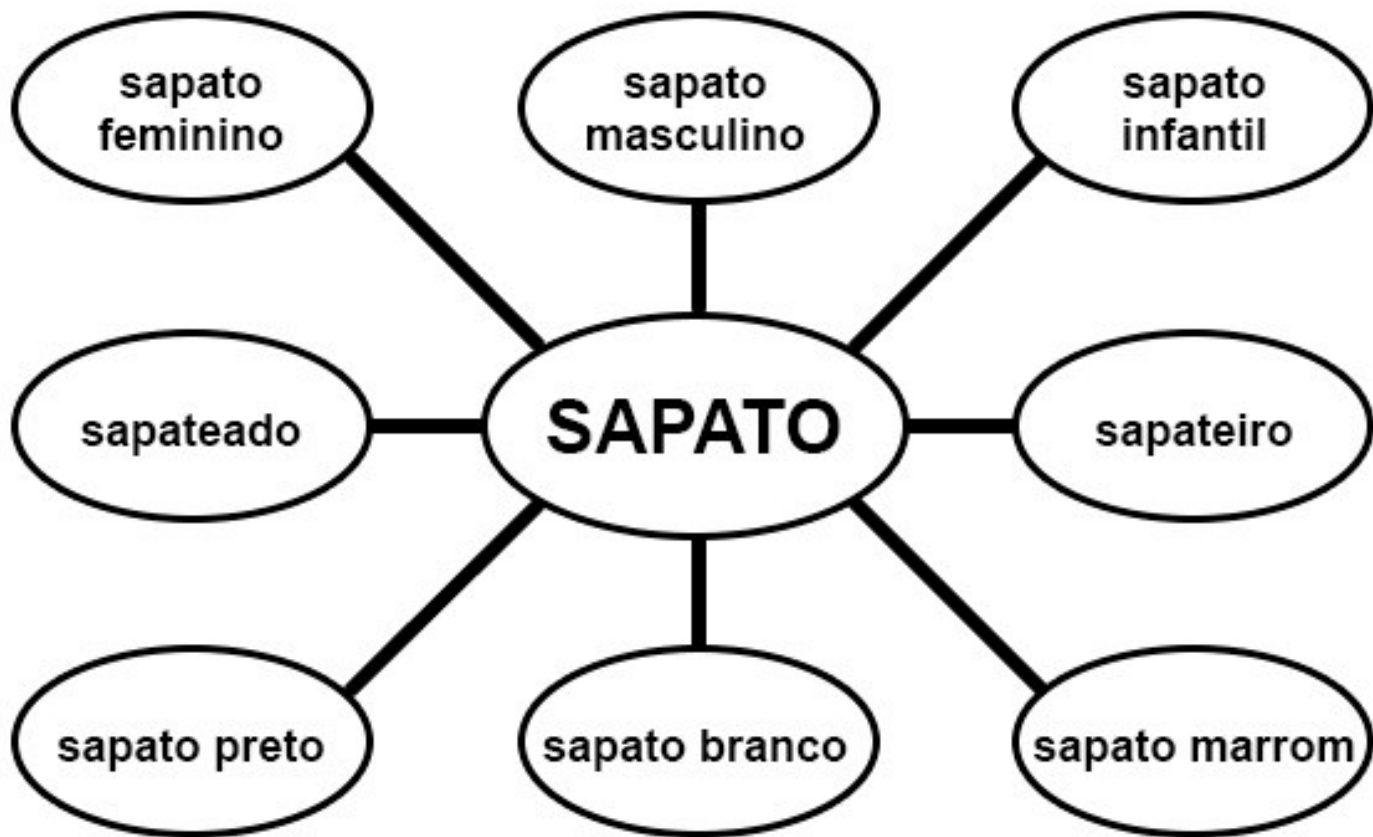 sapato
feminino
sapato
masculino
sapato
infantil
sapateado
SAPATO
sapateiro
sapato preto
sapato branco
sapato marrom